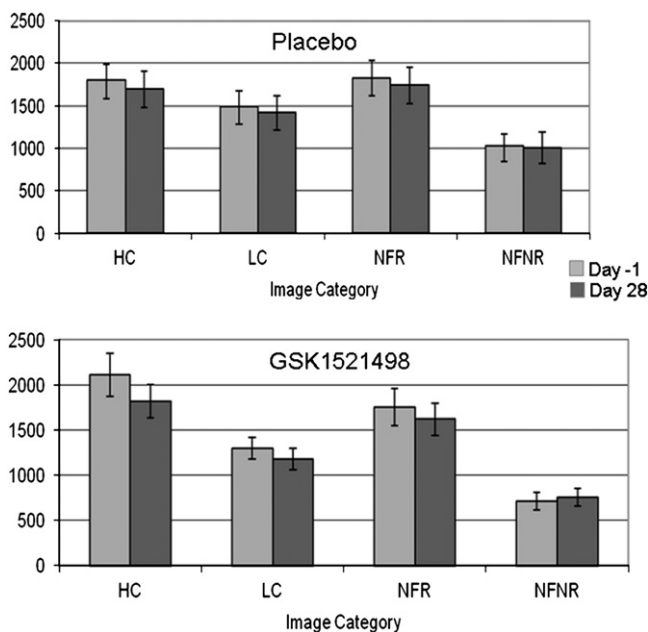 Placebo
2500
2000
1500
1000
500
0
HC LC NFR NFNR
Image Category
Day -1
Day 28
GSK1521498
2500
2000
1500
1000
500
0
HC LC NFR NFNR
Image Category